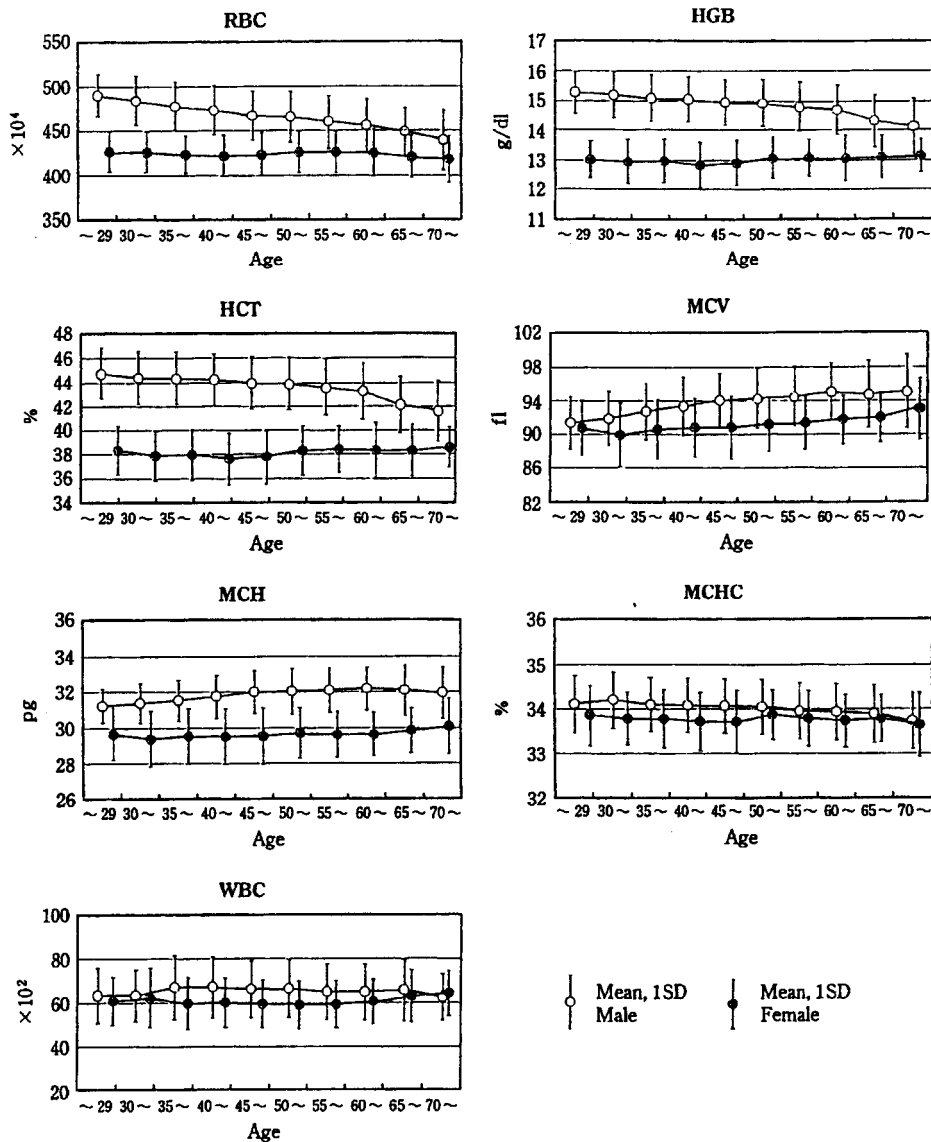 RBC
550
500
450
400
350
×10⁴
～29 30～ 35～ 40～ 45～ 50～ 55～ 60～ 65～ 70～
Age
HGB
17
16
15
14
13
12
11
g/dl
～29 30～ 35～ 40～ 45～ 50～ 55～ 60～ 65～ 70～
Age
HCT
48
46
44
42
40
38
36
34
%
～29 30～ 35～ 40～ 45～ 50～ 55～ 60～ 65～ 70～
Age
MCV
102
98
94
90
86
82
fl
～29 30～ 35～ 40～ 45～ 50～ 55～ 60～ 65～ 70～
Age
MCH
36
34
32
30
28
26
pg
～29 30～ 35～ 40～ 45～ 50～ 55～ 60～ 65～ 70～
Age
MCHC
36
35
34
33
32
%
～29 30～ 35～ 40～ 45～ 50～ 55～ 60～ 65～ 70～
Age
WBC
100
80
60
40
20
×10²
～29 30～ 35～ 40～ 45～ 50～ 55～ 60～ 65～ 70～
Age
Mean, 1SD
Male
Mean, 1SD
Female